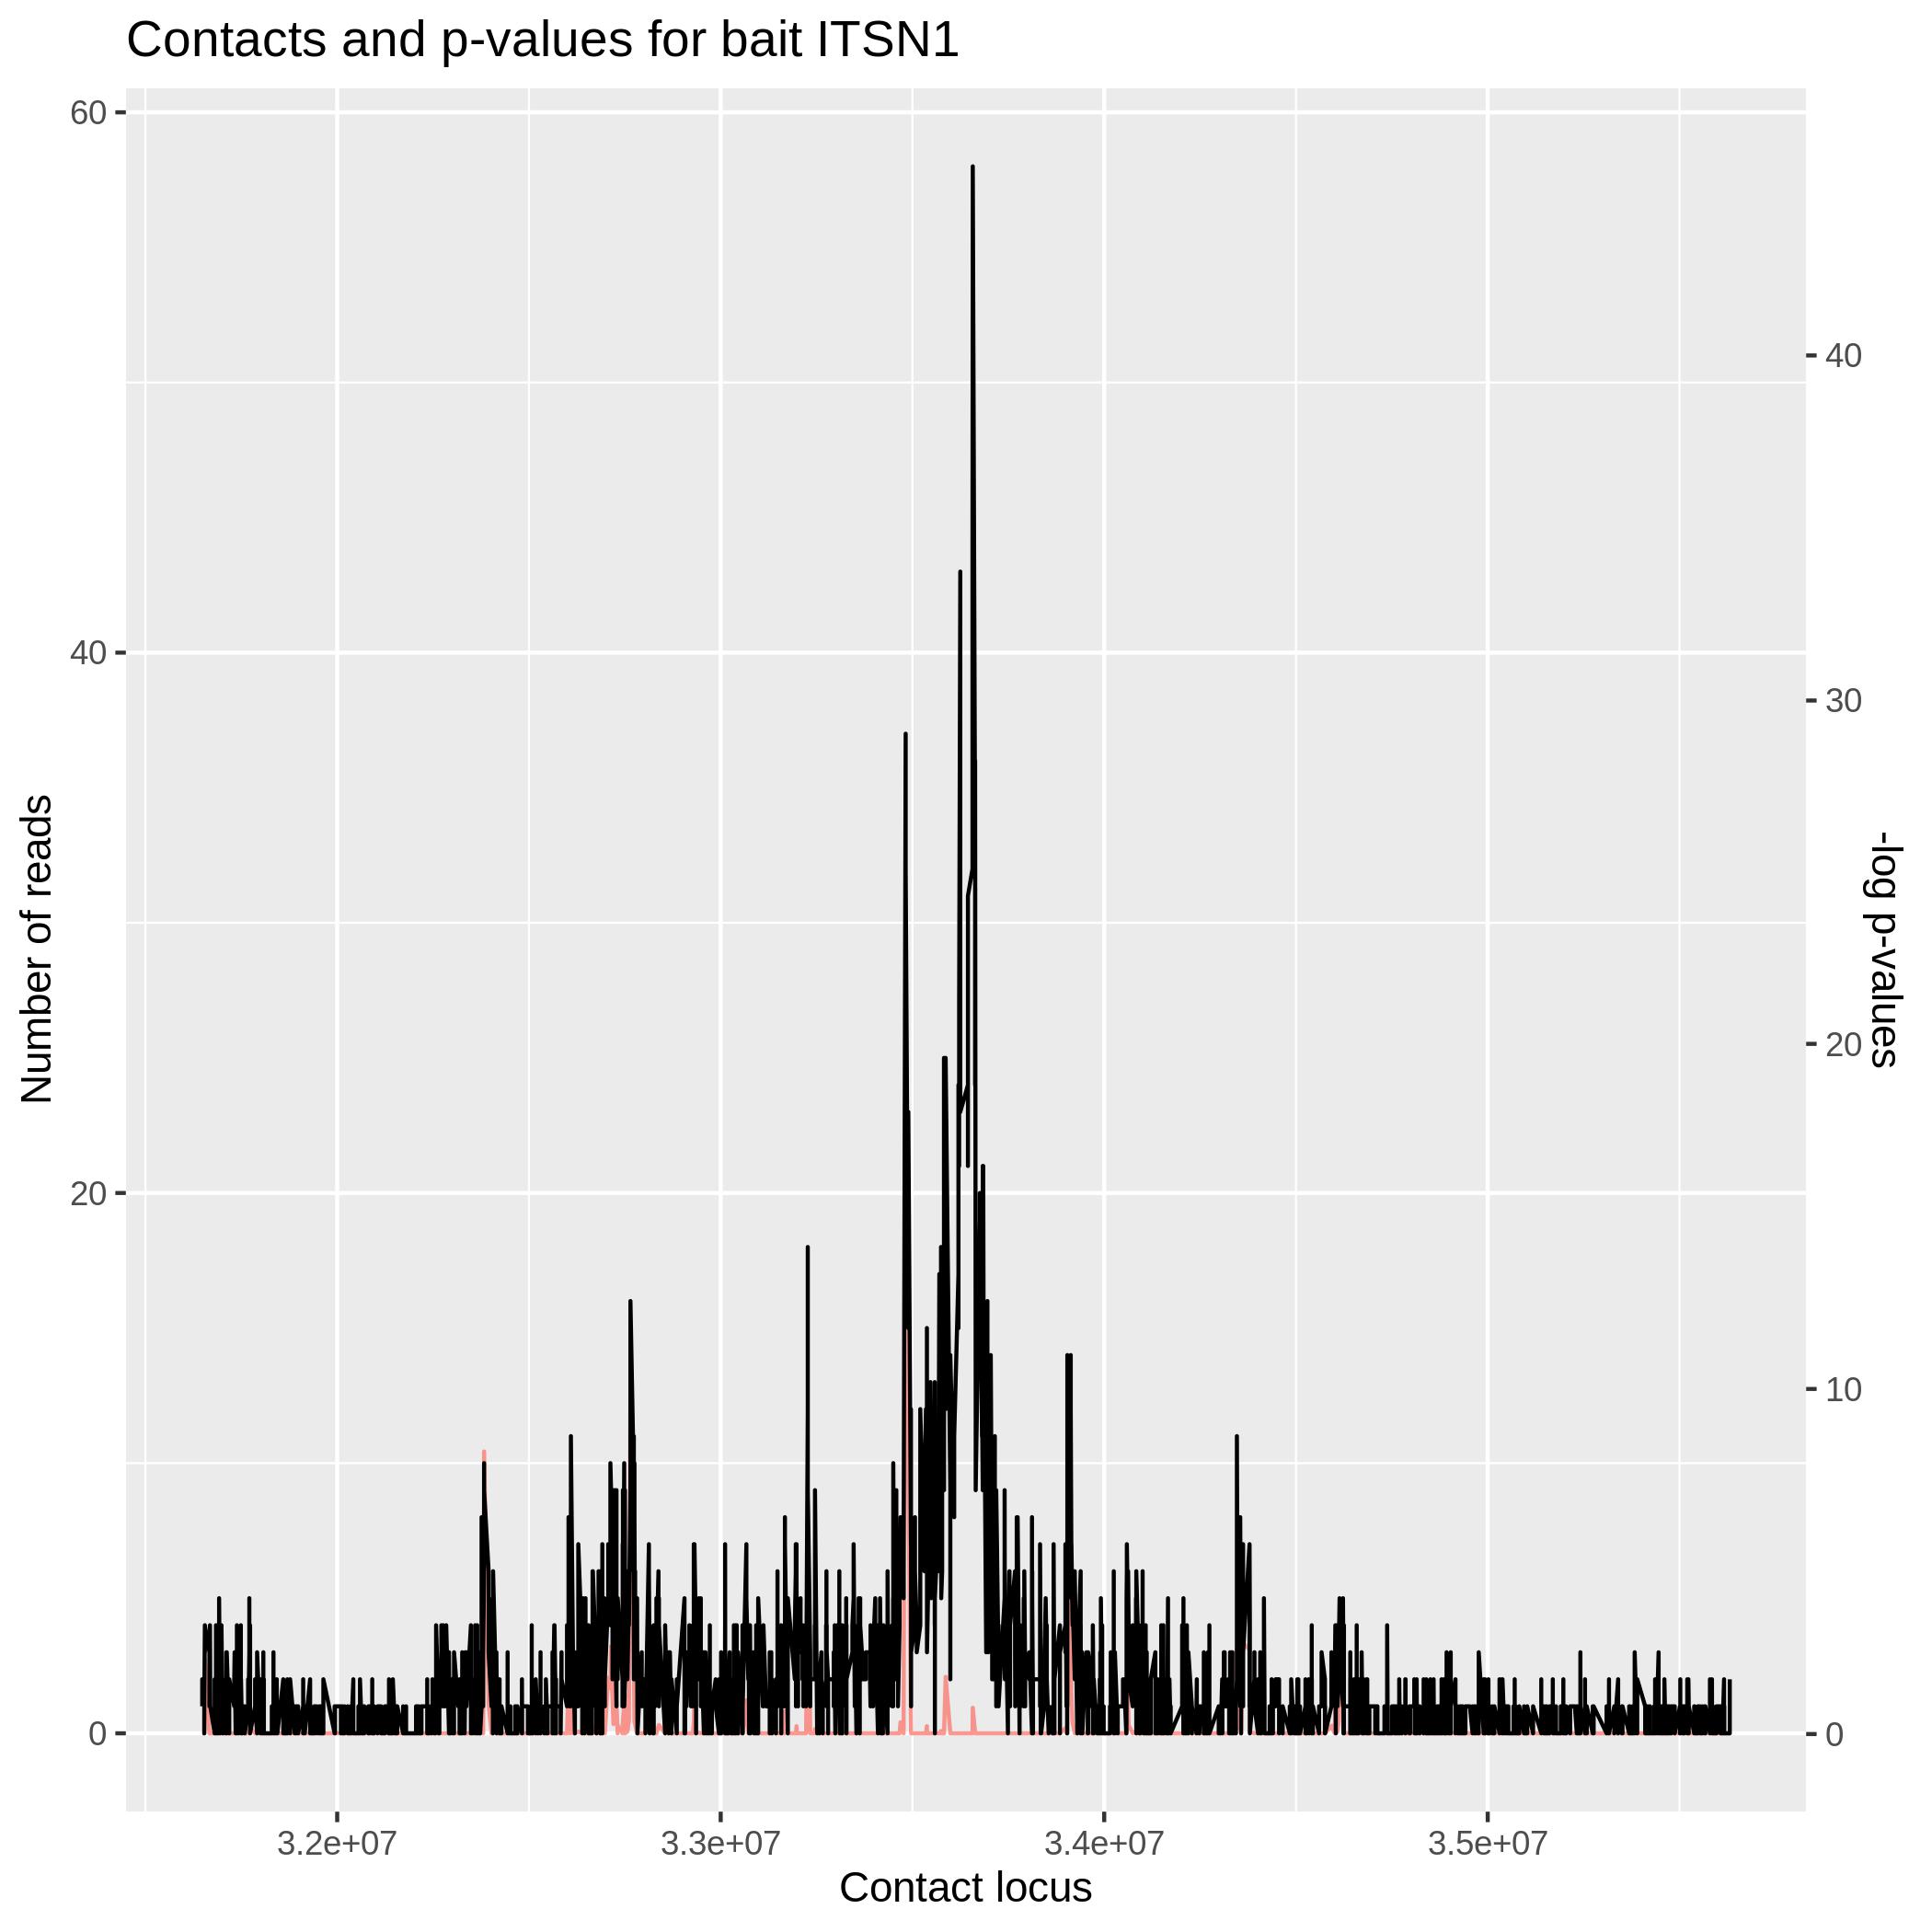 Contacts and p-values for bait ITSN1
60
40
20
0
Number of reads
40
30
20
10
0
-log p-values
3.2e+07
3.3e+07
3.4e+07
3.5e+07
Contact locus